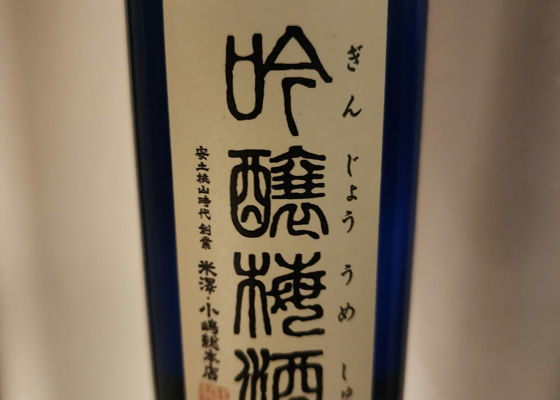 ぎんじょううめしゅ
吟醸梅酒
安土桃山時代創業 米澤・小嶋総本店